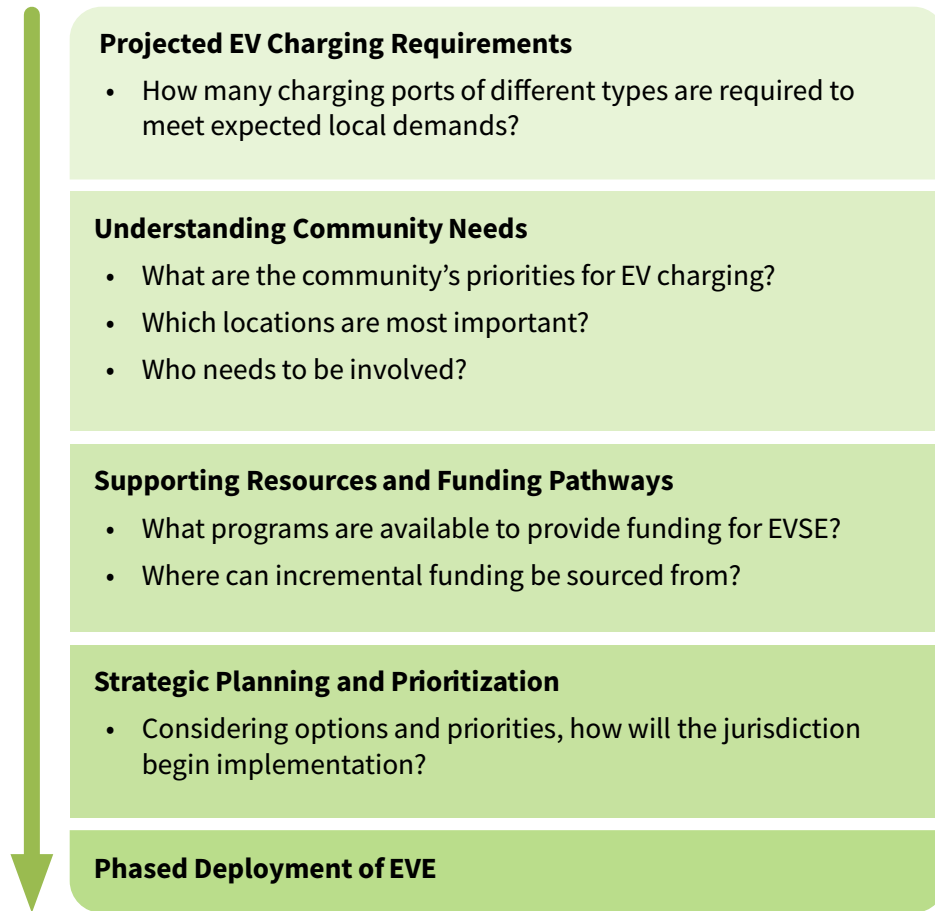 Projected EV Charging Requirements
• How many charging ports of different types are required to
meet expected local demands?
Understanding Community Needs
• What are the community’s priorities for EV charging?
• Which locations are most important?
• Who needs to be involved?
Supporting Resources and Funding Pathways
• What programs are available to provide funding for EVSE?
• Where can incremental funding be sourced from?
Strategic Planning and Prioritization
• Considering options and priorities, how will the jurisdiction
begin implementation?
Phased Deployment of EVE